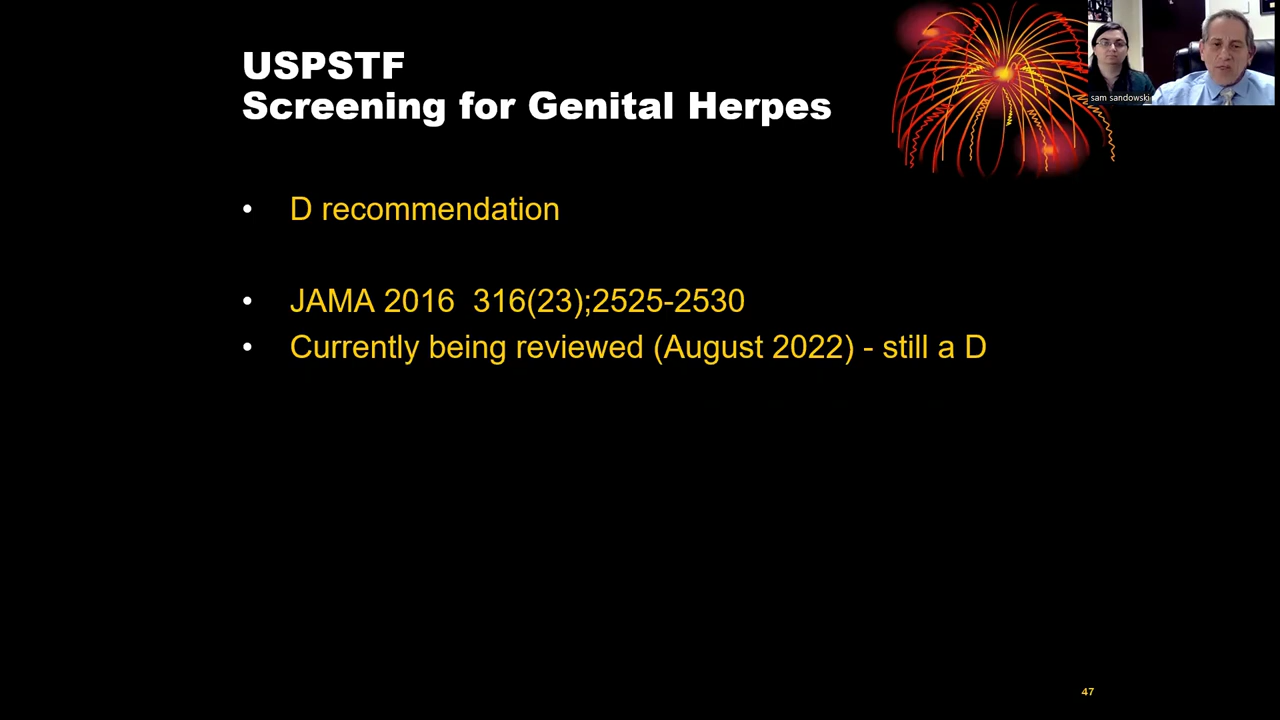 USPSTF
Screening for Genital Herpes
sam sandowski
• D recommendation
• JAMA 2016  316(23);2525-2530
• Currently being reviewed (August 2022) - still a D
47